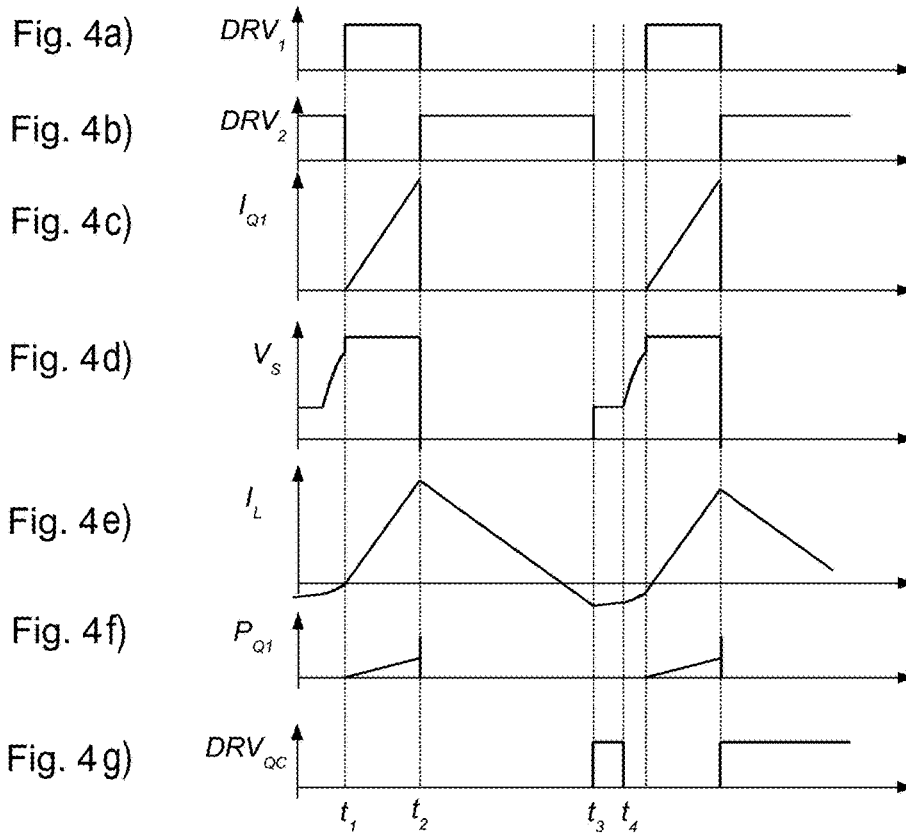 Fig. 4a) DRV1
Fig. 4b) DRV2
Fig. 4c) IQ1
Fig. 4d) VS
Fig. 4e) IL
Fig. 4f) PQ1
Fig. 4g) DRVQC
t1 t2 t3 t4